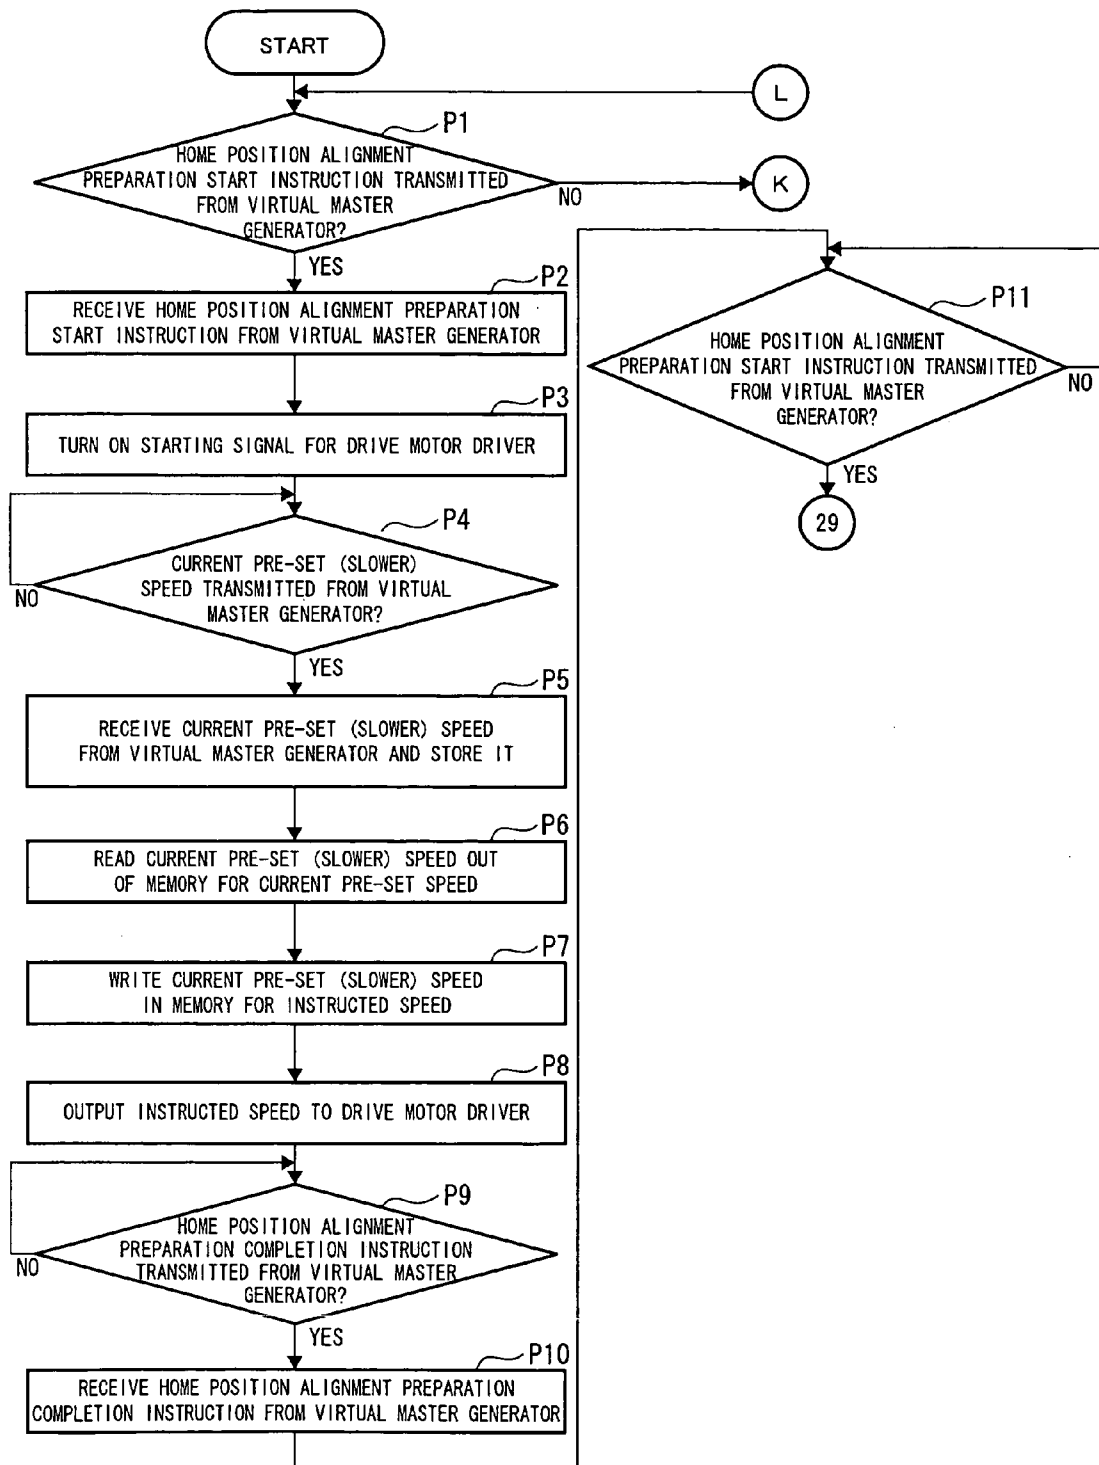 START
L
P1
HOME POSITION ALIGNMENT
PREPARATION START INSTRUCTION TRANSMITTED
FROM VIRTUAL MASTER
GENERATOR?
NO
K
YES
P2
RECEIVE HOME POSITION ALIGNMENT PREPARATION
START INSTRUCTION FROM VIRTUAL MASTER GENERATOR
P3
TURN ON STARTING SIGNAL FOR DRIVE MOTOR DRIVER
P4
CURRENT PRE-SET (SLOWER)
SPEED TRANSMITTED FROM VIRTUAL
MASTER GENERATOR?
NO
YES
P5
RECEIVE CURRENT PRE-SET (SLOWER) SPEED
FROM VIRTUAL MASTER GENERATOR AND STORE IT
P6
READ CURRENT PRE-SET (SLOWER) SPEED OUT
OF MEMORY FOR CURRENT PRE-SET SPEED
P7
WRITE CURRENT PRE-SET (SLOWER) SPEED
IN MEMORY FOR INSTRUCTED SPEED
P8
OUTPUT INSTRUCTED SPEED TO DRIVE MOTOR DRIVER
P9
HOME POSITION ALIGNMENT
PREPARATION COMPLETION INSTRUCTION
TRANSMITTED FROM VIRTUAL MASTER
GENERATOR?
NO
YES
P10
RECEIVE HOME POSITION ALIGNMENT PREPARATION
COMPLETION INSTRUCTION FROM VIRTUAL MASTER GENERATOR
P11
HOME POSITION ALIGNMENT
PREPARATION START INSTRUCTION TRANSMITTED
FROM VIRTUAL MASTER
GENERATOR?
NO
YES
29